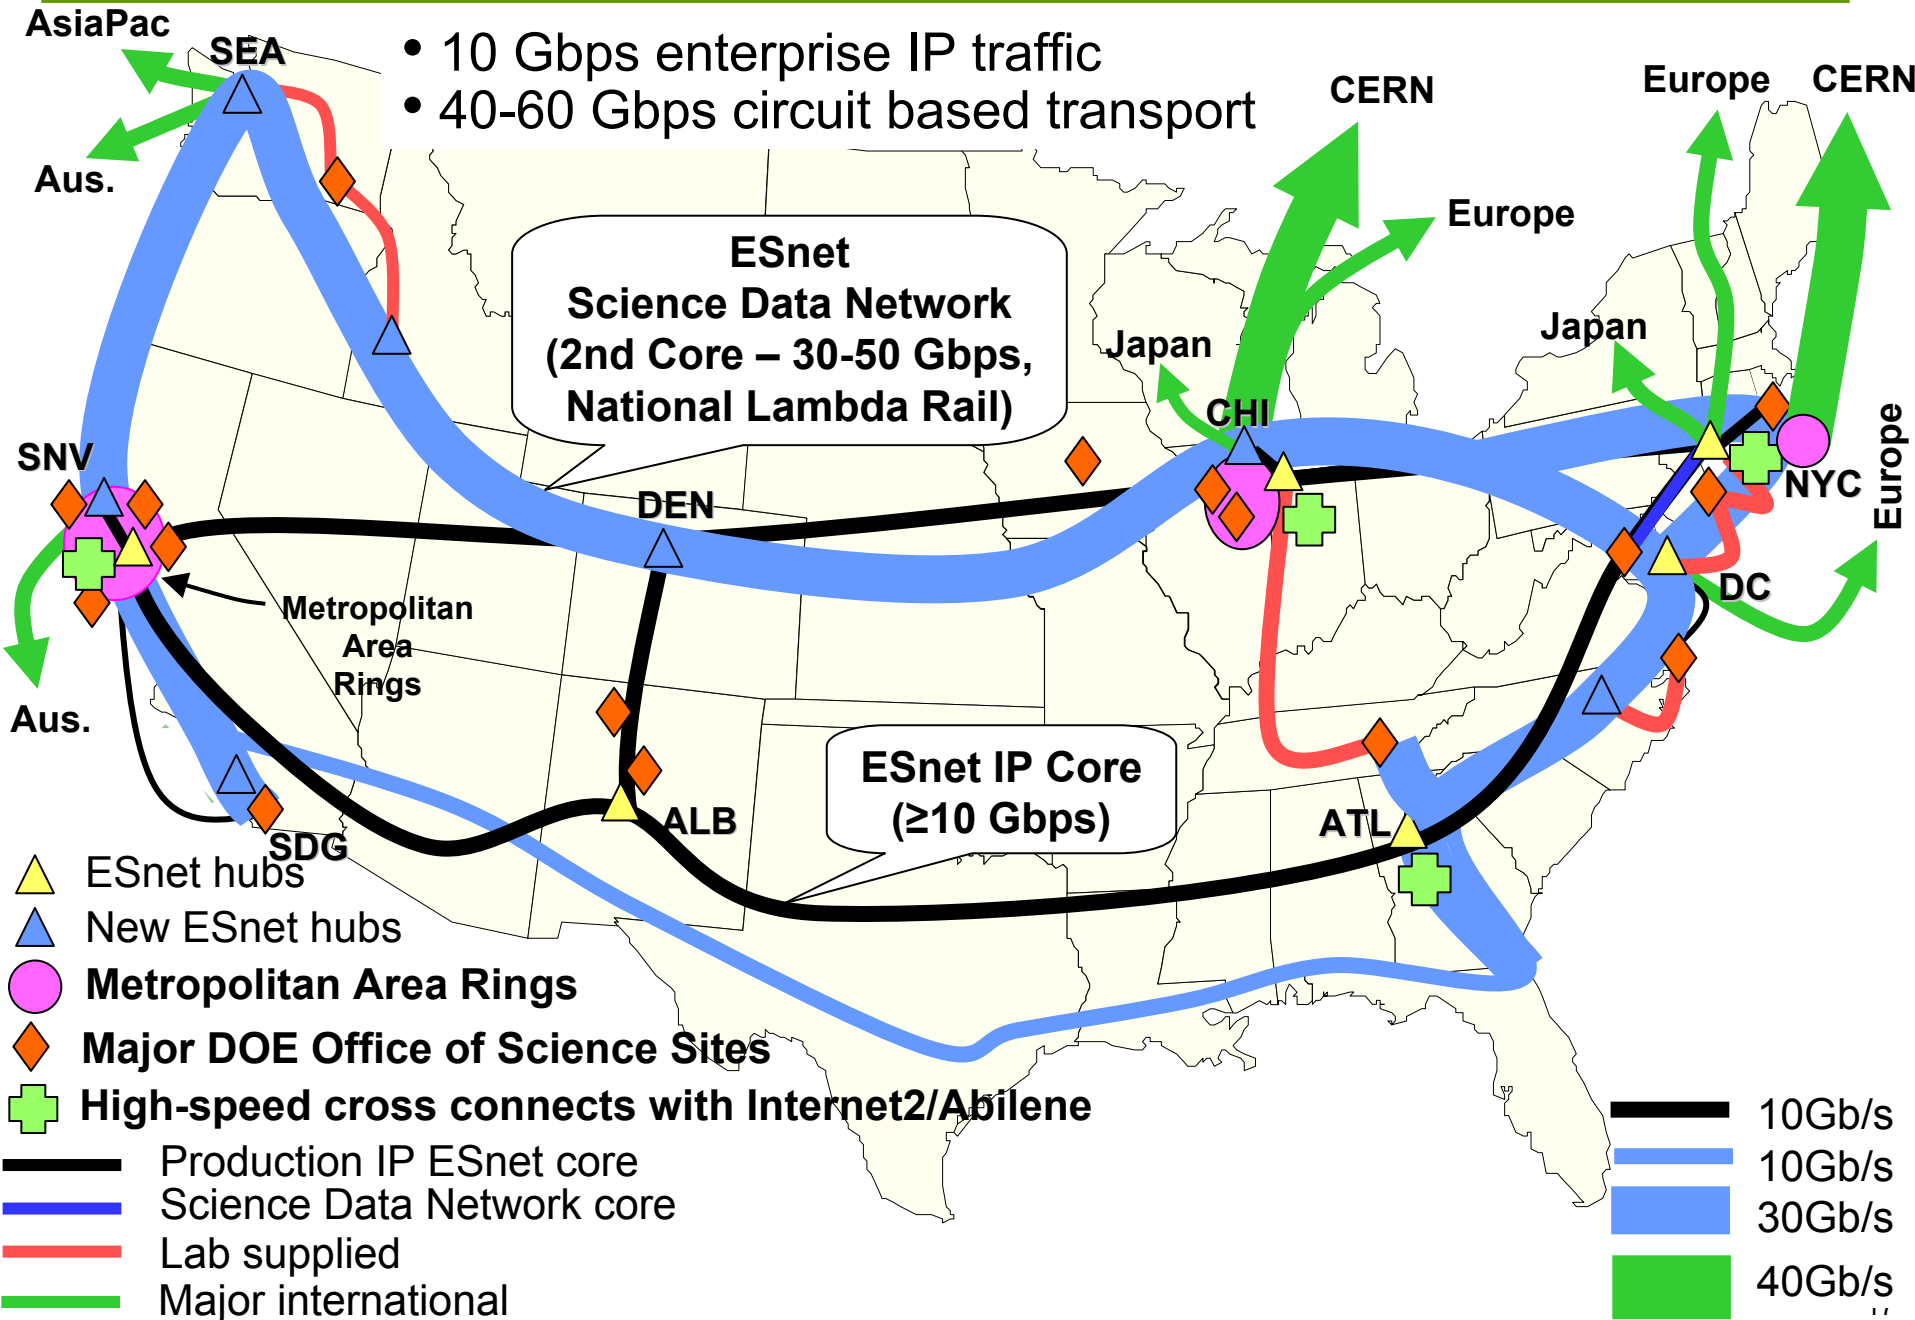 AsiaPac
SEA
• 10 Gbps enterprise IP traffic
• 40-60 Gbps circuit based transport
CERN
Europe
CERN
Aus.
Europe
ESnet
Science Data Network
(2nd Core – 30-50 Gbps,
National Lambda Rail)
Japan
Japan
CHI
SNV
Europe
NYC
DEN
DC
Metropolitan
Area
Rings
Aus.
ESnet IP Core
(≥10 Gbps)
ALB
ATL
SDG
ESnet hubs
New ESnet hubs
Metropolitan Area Rings
Major DOE Office of Science Sites
High-speed cross connects with Internet2/Abilene
Production IP ESnet core
Science Data Network core
Lab supplied
Major international
10Gb/s
10Gb/s
30Gb/s
40Gb/s